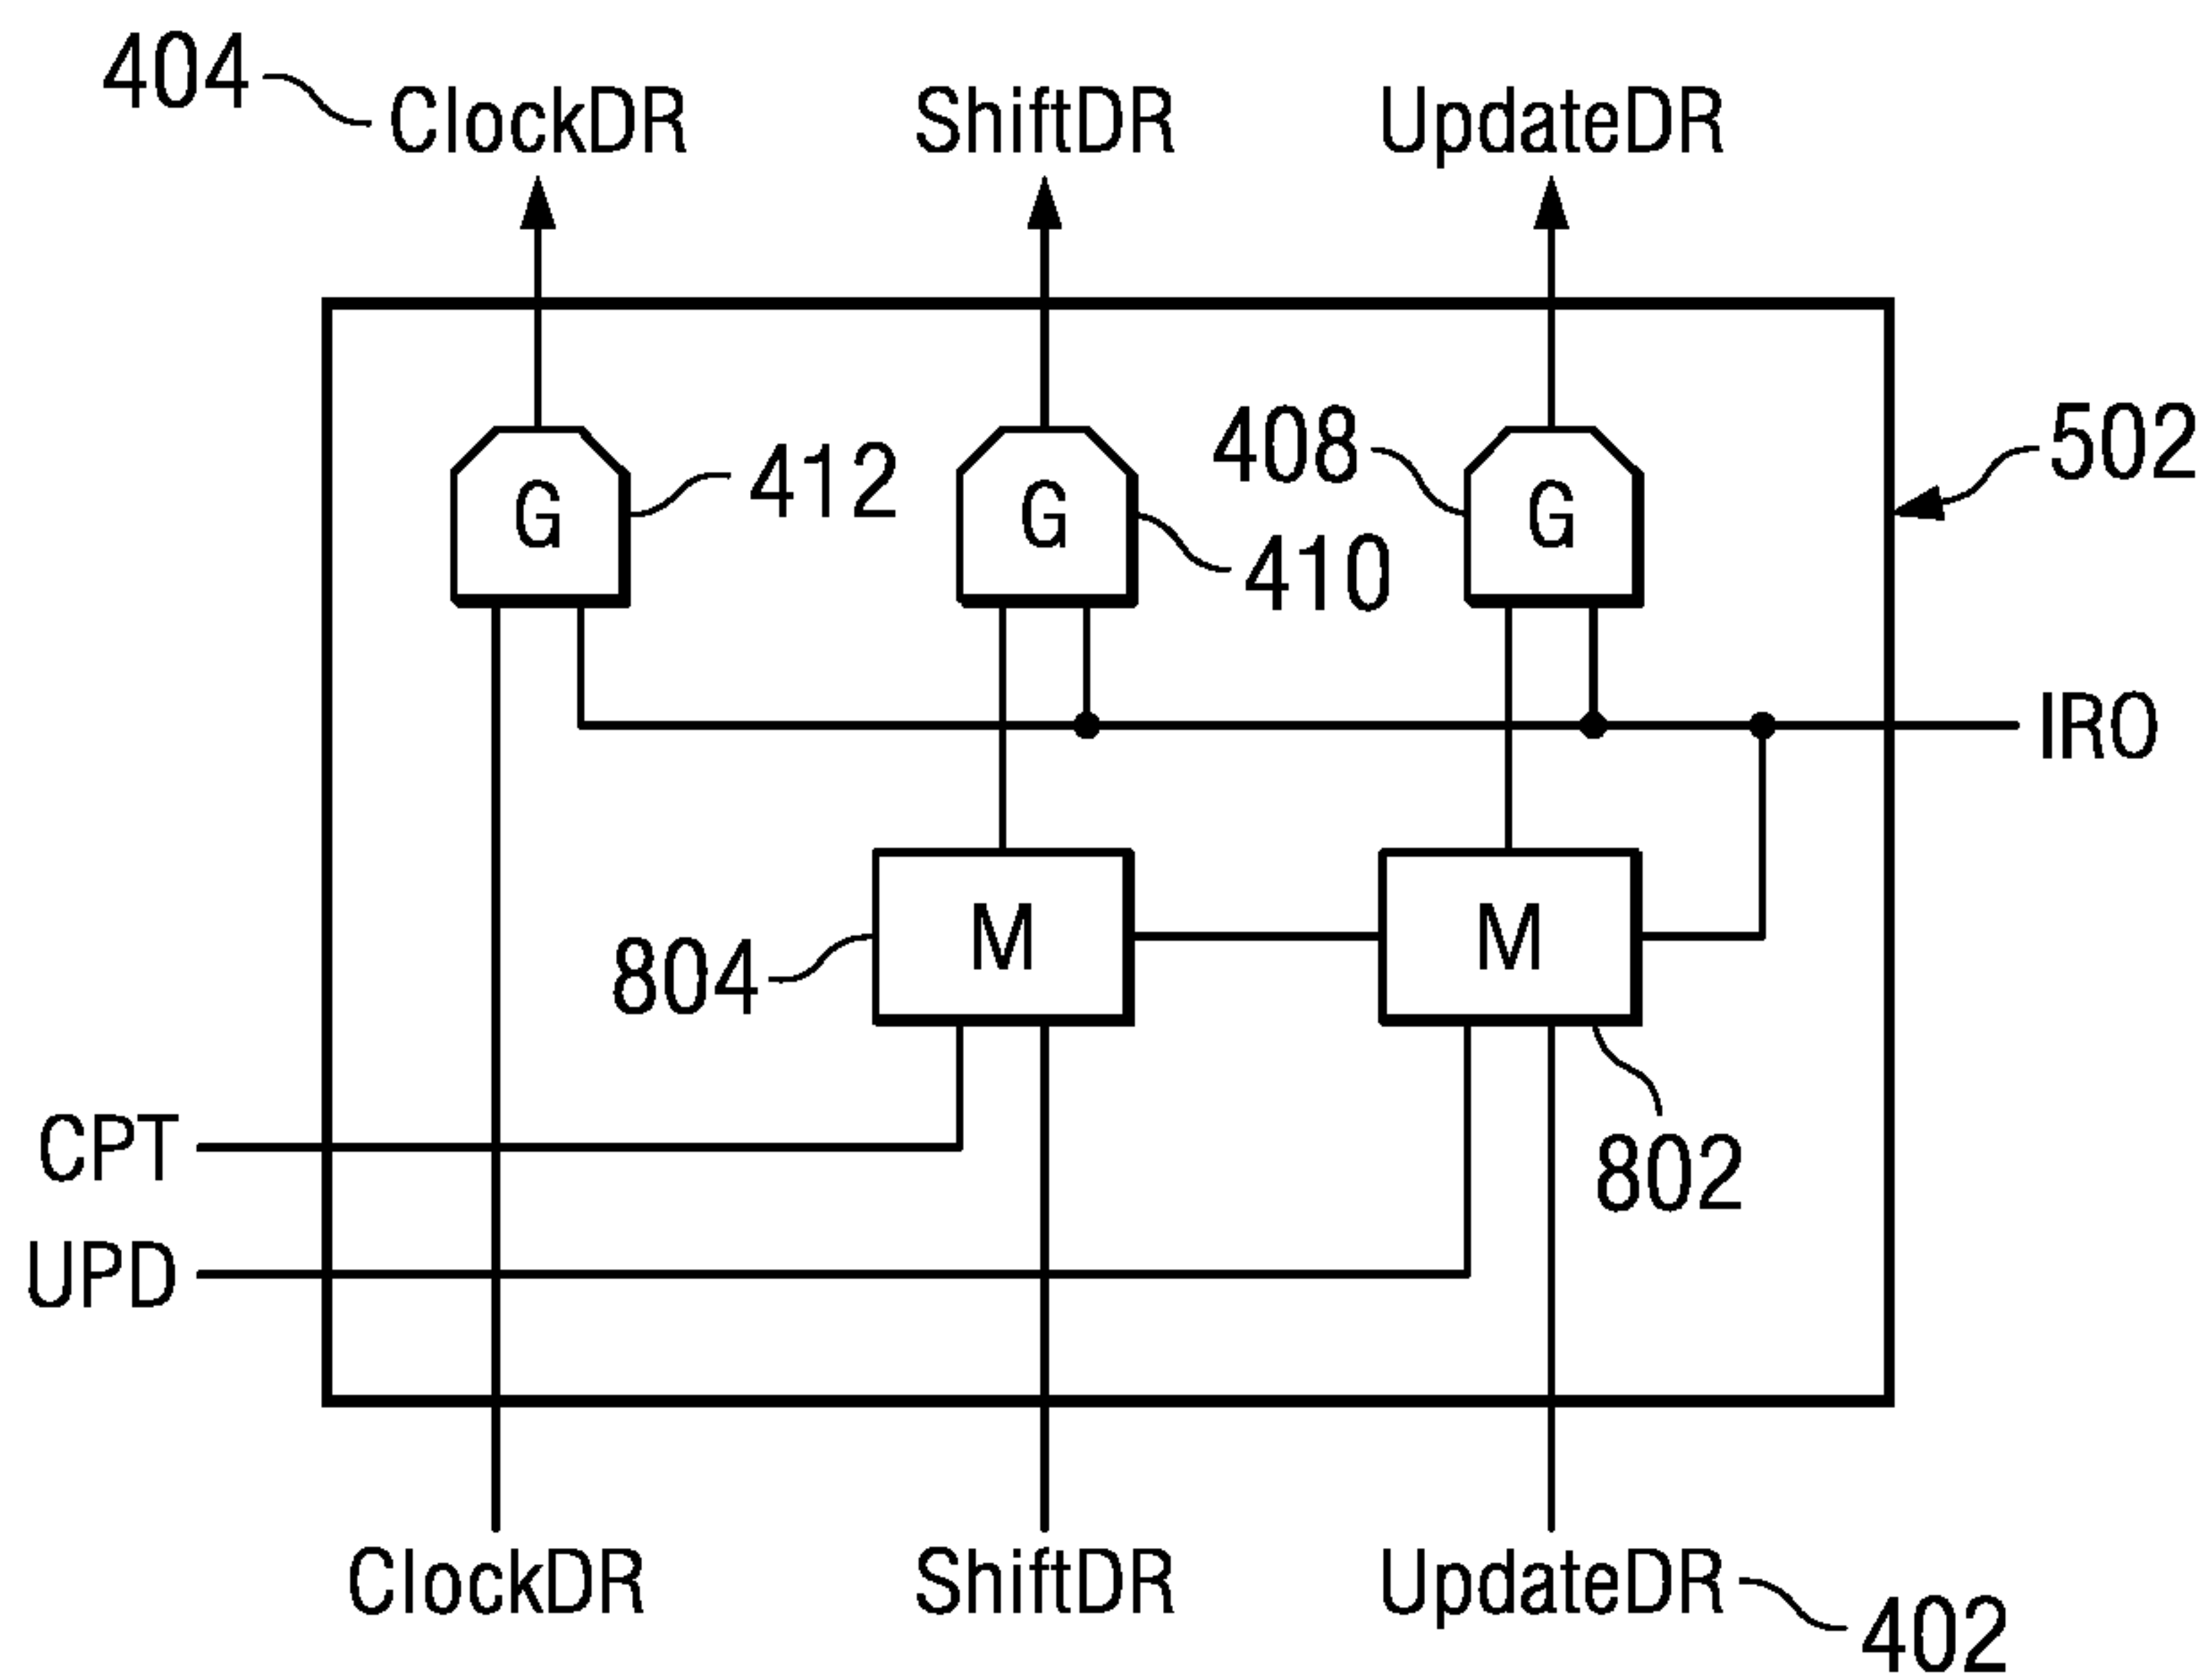 404 ClockDR ShiftDR UpdateDR
G 412 G 410 408 G 502
IRO
804 M M 802
CPT
UPD
ClockDR ShiftDR UpdateDR 402